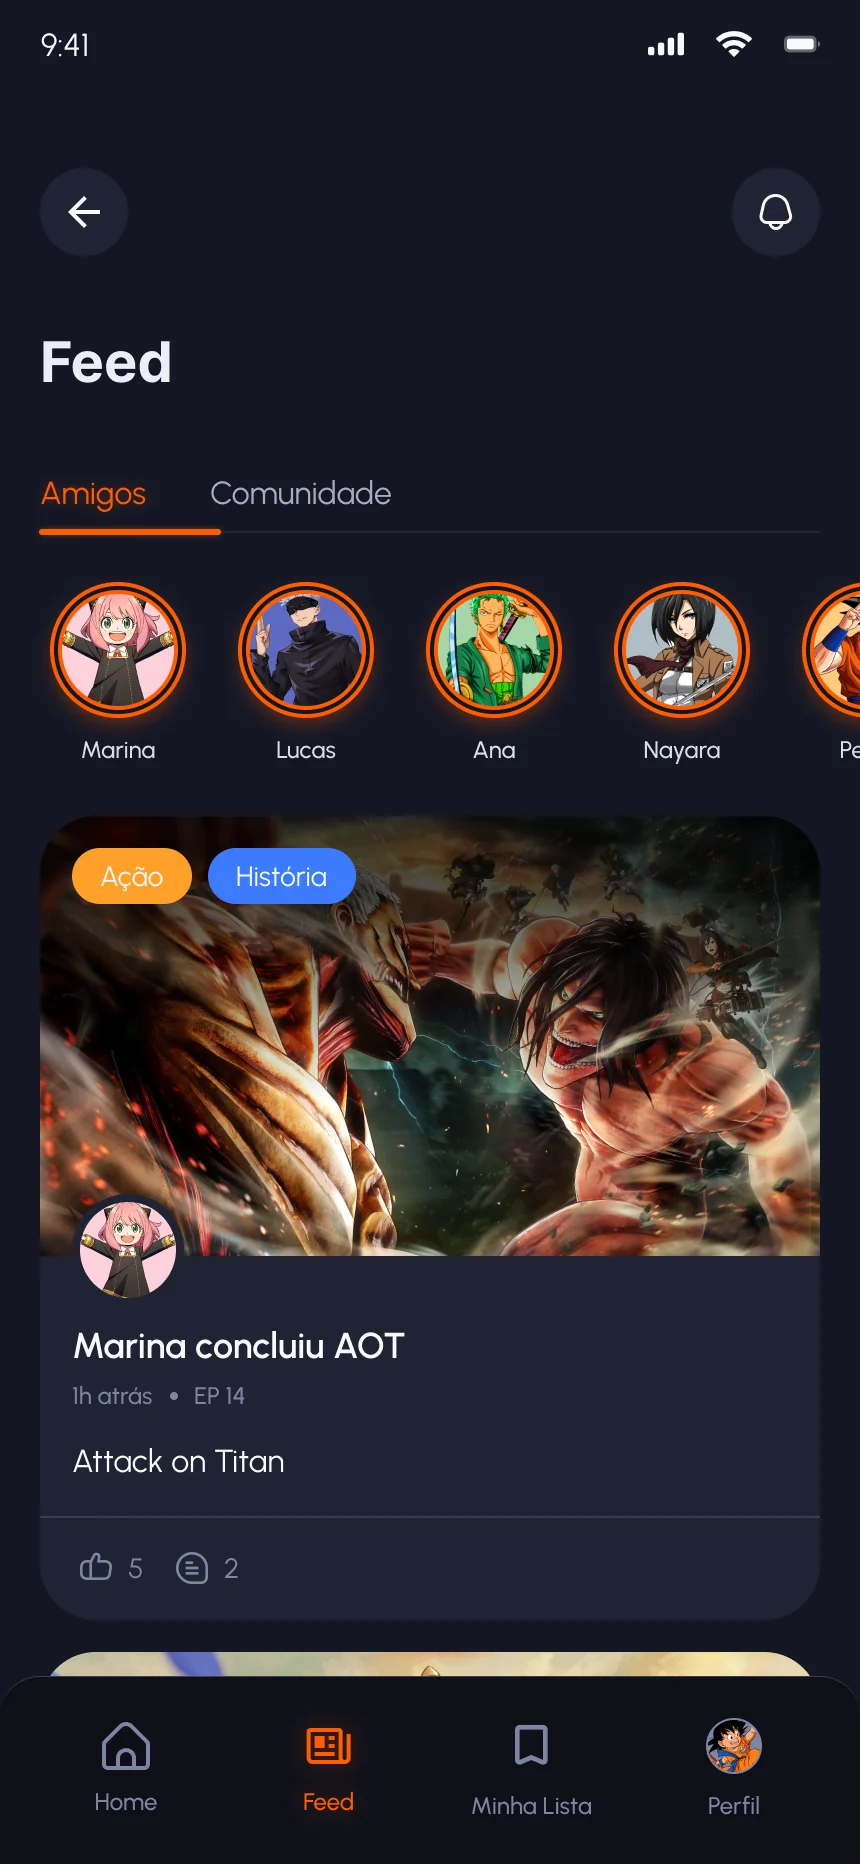 9:41
Feed
Amigos Comunidade
Marina Lucas Ana Nayara
Ação História
Marina concluiu AOT
1h atrás • EP 14
Attack on Titan
5 2
Home Feed Minha Lista Perfil